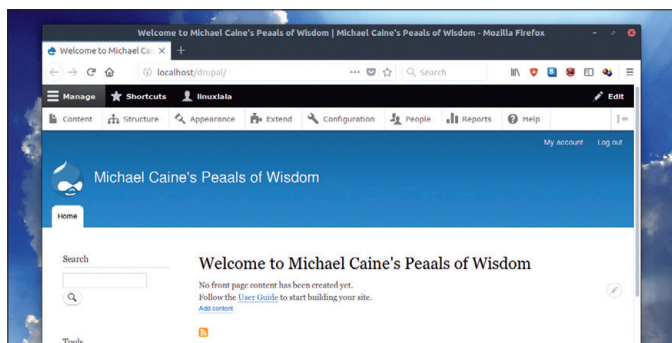 Welcome to Michael Caine's Peaals of Wisdom | Michael Caine's Peaals of Wisdom - Mozilla Firefox
Welcome to Michael Cai
localhost/drupal/
Search
Manage Shortcuts linuxlala Edit
Content Structure Appearance Extend Configuration People Reports Help
My account Log out
Michael Caine's Peaals of Wisdom
Home
Search
Welcome to Michael Caine's Peaals of Wisdom
No front page content has been created yet.
Follow the User Guide to start building your site.
Add content
Tools